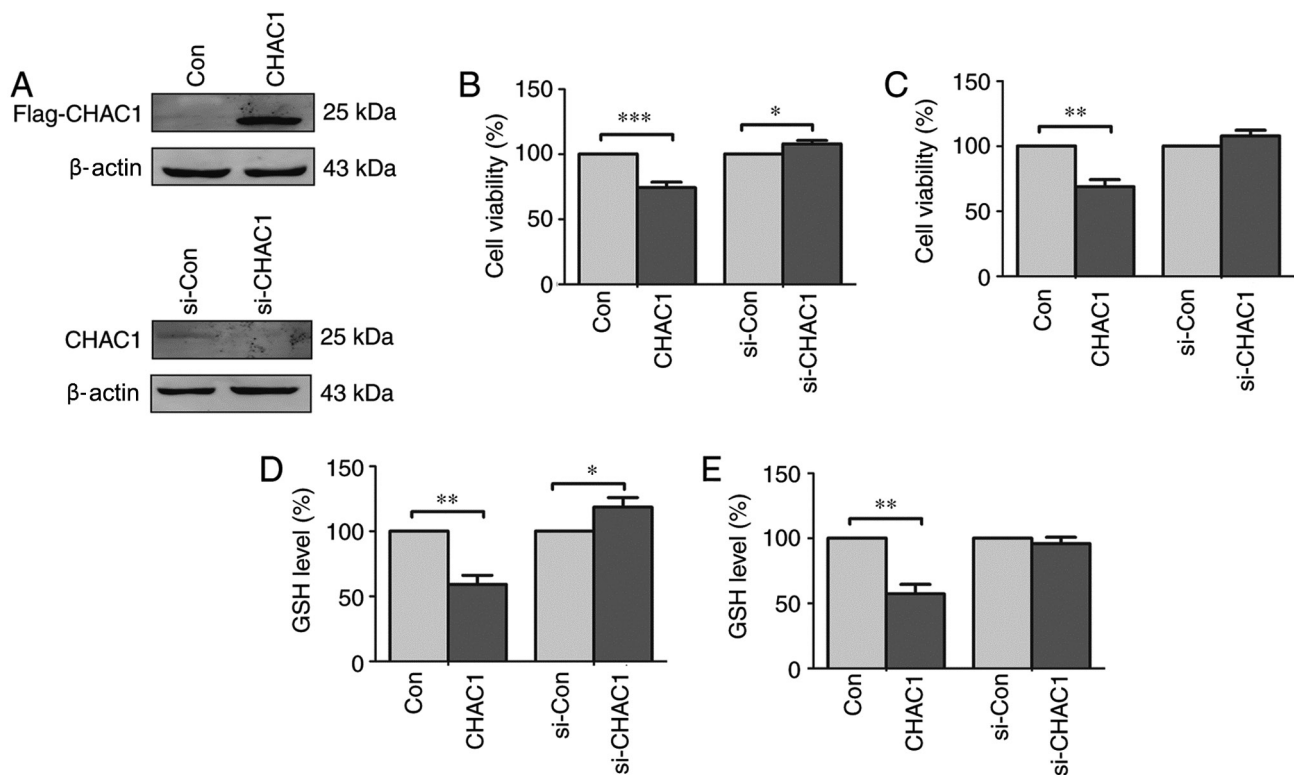 A
Con
CHAC1
Flag-CHAC1
25 kDa
β-actin
43 kDa
si-Con
si-CHAC1
CHAC1
25 kDa
β-actin
43 kDa
B
Cell viability (%)
150
100
50
0
***
*
Con
CHAC1
si-Con
si-CHAC1
C
Cell viability (%)
150
100
50
0
**
Con
CHAC1
si-Con
si-CHAC1
D
GSH level (%)
150
100
50
0
**
*
Con
CHAC1
si-Con
si-CHAC1
E
GSH level (%)
150
100
50
0
**
Con
CHAC1
si-Con
si-CHAC1